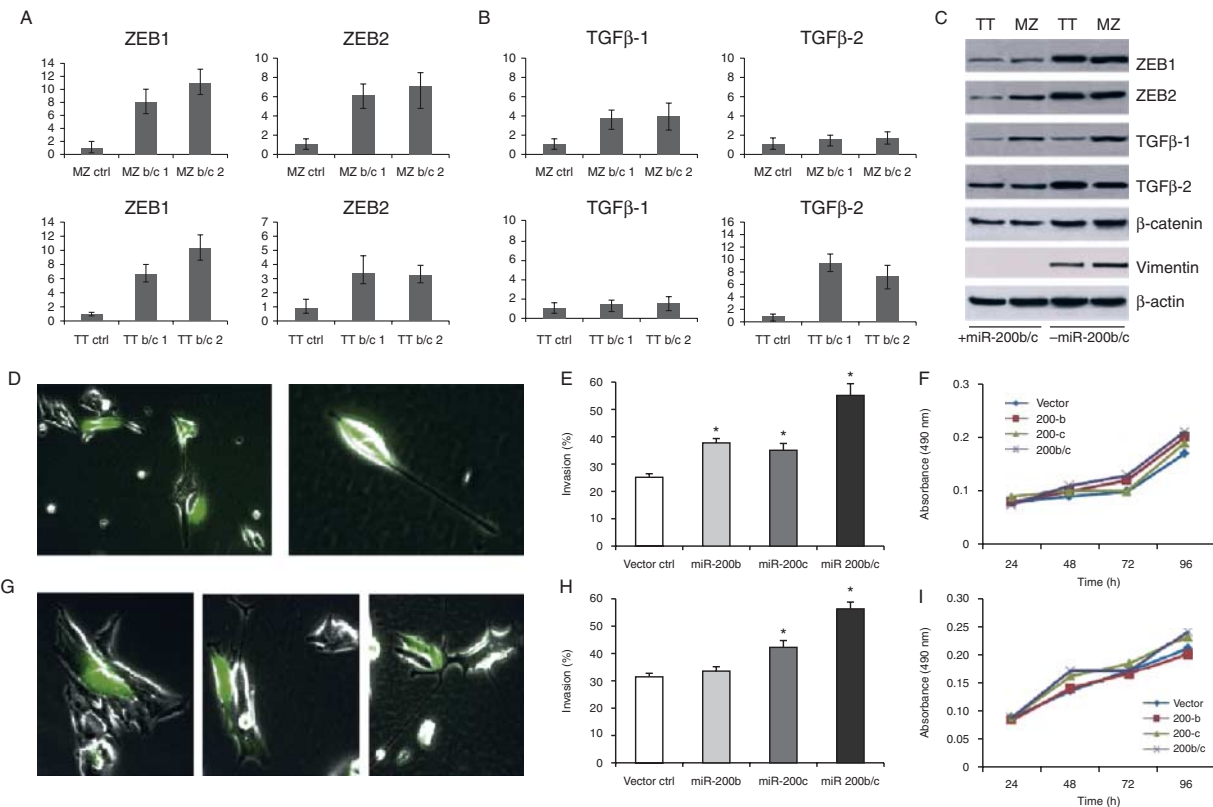 A
ZEB1
14
12
10
8
6
4
2
0
MZ ctrl MZ b/c 1 MZ b/c 2
ZEB2
10
8
6
4
2
0
MZ ctrl MZ b/c 1 MZ b/c 2
ZEB1
14
12
10
8
6
4
2
0
TT ctrl TT b/c 1 TT b/c 2
ZEB2
7
6
5
4
3
2
1
0
TT ctrl TT b/c 1 TT b/c 2
B
TGFβ-1
10
8
6
4
2
0
MZ ctrl MZ b/c 1 MZ b/c 2
TGFβ-2
10
8
6
4
2
0
MZ ctrl MZ b/c 1 MZ b/c 2
TGFβ-1
10
8
6
4
2
0
TT ctrl TT b/c 1 TT b/c 2
TGFβ-2
16
14
12
10
8
6
4
2
0
TT ctrl TT b/c 1 TT b/c 2
C
TT MZ TT MZ
ZEB1
ZEB2
TGFβ-1
TGFβ-2
β-catenin
Vimentin
β-actin
+miR-200b/c –miR-200b/c
D
E
Invasion (%)
60
50
40
30
20
10
0
* * *
Vector ctrl miR-200b miR-200c miR 200b/c
F
Absorbance (490 nm)
0.3
0.2
0.1
0
Vector
200-b
200-c
200b/c
24 48 72 96
Time (h)
G
H
Invasion (%)
60
50
40
30
20
10
0
* *
Vector ctrl miR-200b miR-200c miR 200b/c
I
Absorbance (490 nm)
0.30
0.25
0.20
0.15
0.10
0.05
0
Vector
200-b
200-c
200b/c
24 48 72 96
Time (h)